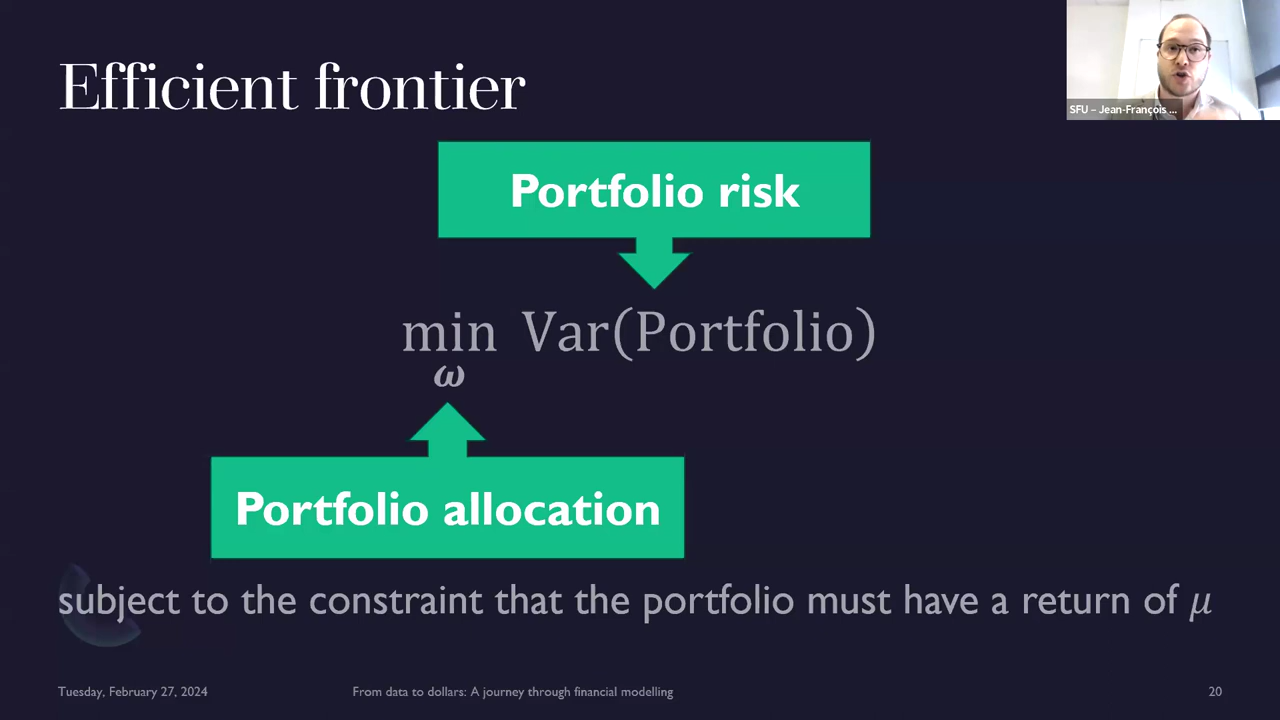 Efficient frontier
SFU – Jean-François ...
Portfolio risk
min Var(Portfolio)
ω
Portfolio allocation
subject to the constraint that the portfolio must have a return of μ
Tuesday, February 27, 2024
From data to dollars: A journey through financial modelling
20